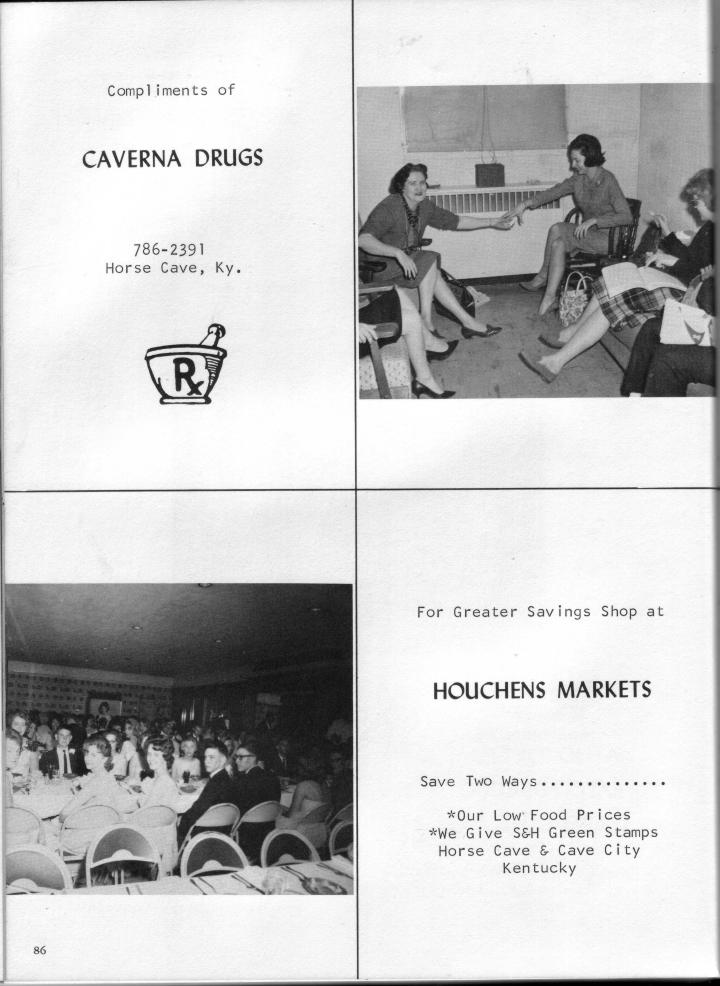 Compliments of
CAVERNA DRUGS
786-2391
Horse Cave, Ky.
Rx
For Greater Savings Shop at
HOUCHENS MARKETS
Save Two Ways..............
*Our Low Food Prices
*We Give S&H Green Stamps
Horse Cave & Cave City
Kentucky
86